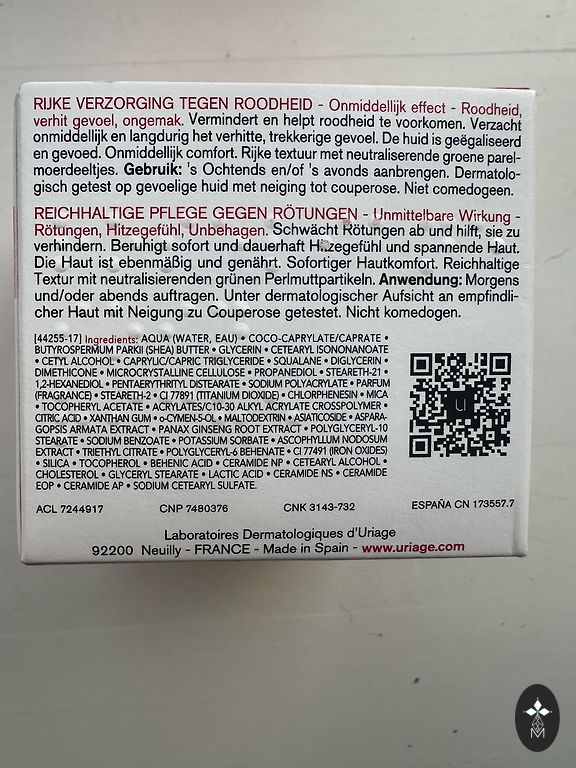 RIJKE VERZORGING TEGEN ROODHEID - Onmiddellijk effect - Roodheid,
verhit gevoel, ongemak. Vermindert en helpt roodheid te voorkomen. Verzacht
onmiddellijk en langdurig het verhitte, trekkerige gevoel. De huid is geëgaliseerd
en gevoed. Onmiddellijk comfort. Rijke textuur met neutraliserende groene parel-
moerdeeltjes. Gebruik: 's Ochtends en/of 's avonds aanbrengen. Dermatolo-
gisch getest op gevoelige huid met neiging tot couperose. Niet comedogeen.
REICHHALTIGE PFLEGE GEGEN RÖTUNGEN - Unmittelbare Wirkung -
Rötungen, Hitzegefühl, Unbehagen. Schwächt Rötungen ab und hilft, sie zu
verhindern. Beruhigt sofort und dauerhaft Hitzegefühl und spannende Haut.
Die Haut ist ebenmäßig und genährt. Sofortiger Hautkomfort. Reichhaltige
Textur mit neutralisierenden grünen Perlmuttpartikeln. Anwendung: Morgens
und/oder abends auftragen. Unter dermatologischer Aufsicht an empfindli-
cher Haut mit Neigung zu Couperose getestet. Nicht komedogen.
[44255-17] Ingredients: AQUA (WATER, EAU) • COCO-CAPRYLATE/CAPRATE •
BUTYROSPERMUM PARKII (SHEA) BUTTER • GLYCERIN • CETEARYL ISONONANOATE
• CETYL ALCOHOL • CAPRYLIC/CAPRIC TRIGLYCERIDE • SQUALANE • DIGLYCERIN •
DIMETHICONE • MICROCRYSTALLINE CELLULOSE • PROPANEDIOL • STEARETH-21 •
1,2-HEXANEDIOL • PENTAERYTHRITYL DISTEARATE • SODIUM POLYACRYLATE • PARFUM
(FRAGRANCE) • STEARETH-2 • CI 77891 (TITANIUM DIOXIDE) • CHLORPHENESIN • MICA
• TOCOPHERYL ACETATE • ACRYLATES/C10-30 ALKYL ACRYLATE CROSSPOLYMER •
CITRIC ACID • XANTHAN GUM • o-CYMEN-5-OL • MALTODEXTRIN • ASIATICOSIDE • ASPARA-
GOPSIS ARMATA EXTRACT • PANAX GINSENG ROOT EXTRACT • POLYGLYCERYL-10
STEARATE • SODIUM BENZOATE • POTASSIUM SORBATE • ASCOPHYLLUM NODOSUM
EXTRACT • TRIETHYL CITRATE • POLYGLYCERYL-6 BEHENATE • CI 77491 (IRON OXIDES)
• SILICA • TOCOPHEROL • BEHENIC ACID • CERAMIDE NP • CETEARYL ALCOHOL •
CHOLESTEROL • GLYCERYL STEARATE • LACTIC ACID • CERAMIDE NS • CERAMIDE
EOP • CERAMIDE AP • SODIUM CETEARYL SULFATE.
u
ACL 7244917 CNP 7480376 CNK 3143-732 ESPAÑA CN 173557.7
Laboratoires Dermatologiques d'Uriage
92200 Neuilly - FRANCE - Made in Spain - www.uriage.com
M